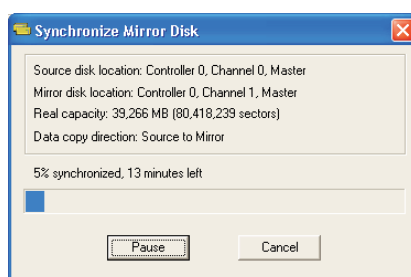 Synchronize Mirror Disk
Source disk location: Controller 0, Channel 0, Master
Mirror disk location: Controller 0, Channel 1, Master
Real capacity: 39,266 MB (80,418,239 sectors)
Data copy direction: Source to Mirror
5% synchronized, 13 minutes left
Pause Cancel